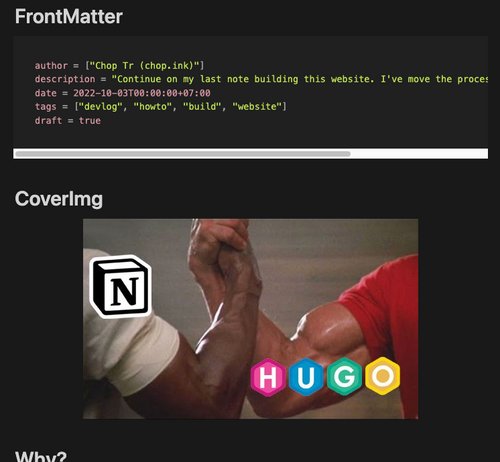 FrontMatter
author = ["Chop Tr (chop.ink)"]
description = "Continue on my last note building this website. I've move the proces
date = 2022-10-03T00:00:00+07:00
tags = ["devlog", "howto", "build", "website"]
draft = true
CoverImg
N
HUGO
Why?